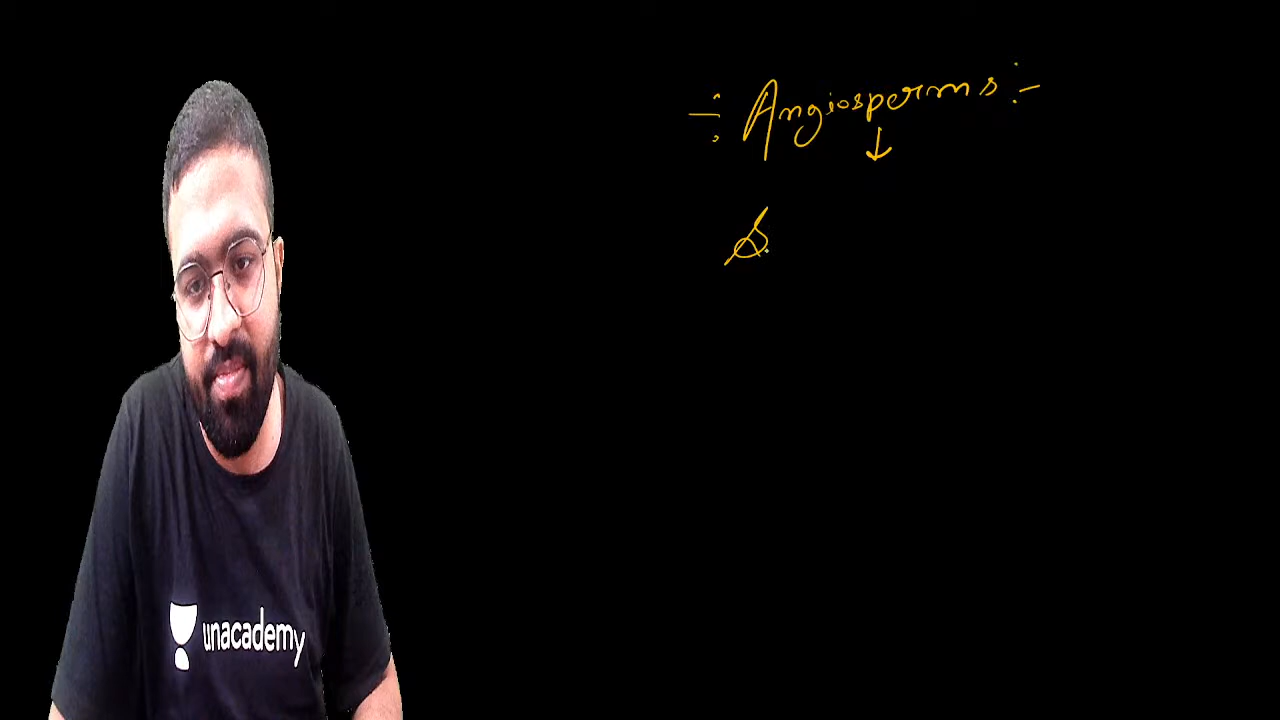 -: Angiosperms :-
↓
S
unacademy